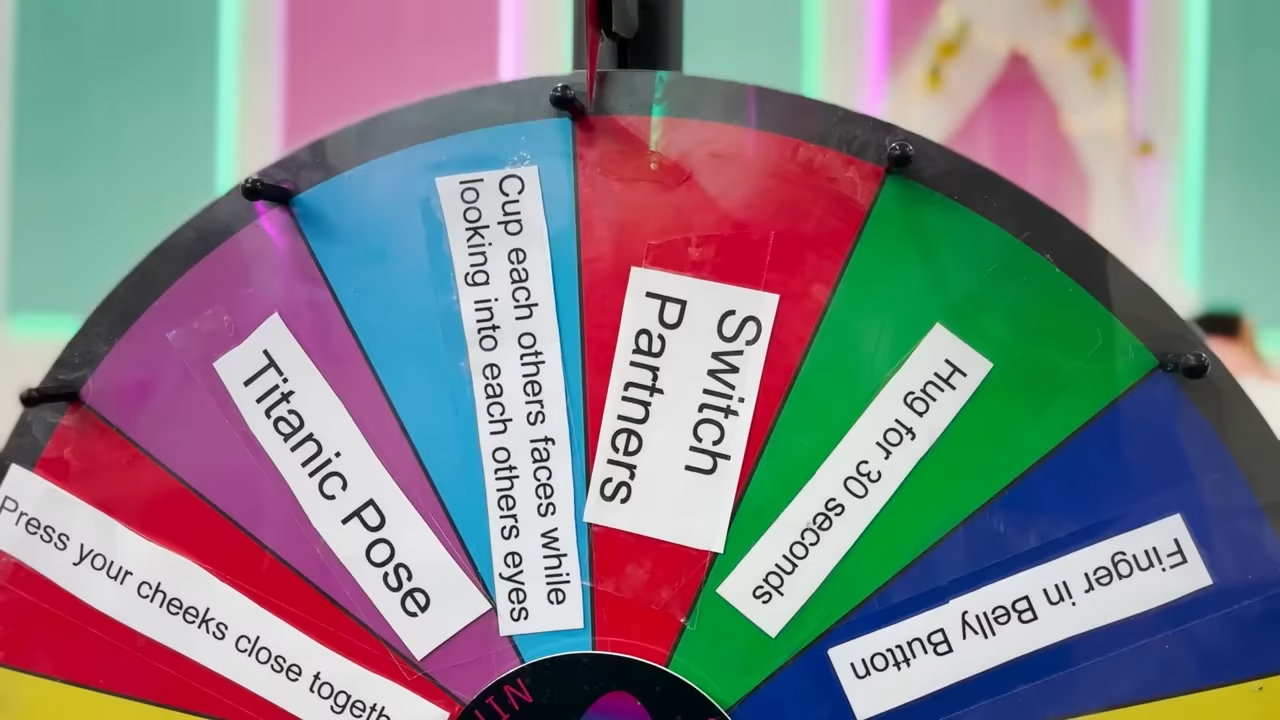 Press your cheeks close togeth
Titanic Pose
Cup each others faces while
looking into each others eyes
Switch
Partners
Hug for 30 seconds
Finger in Belly Button
IN